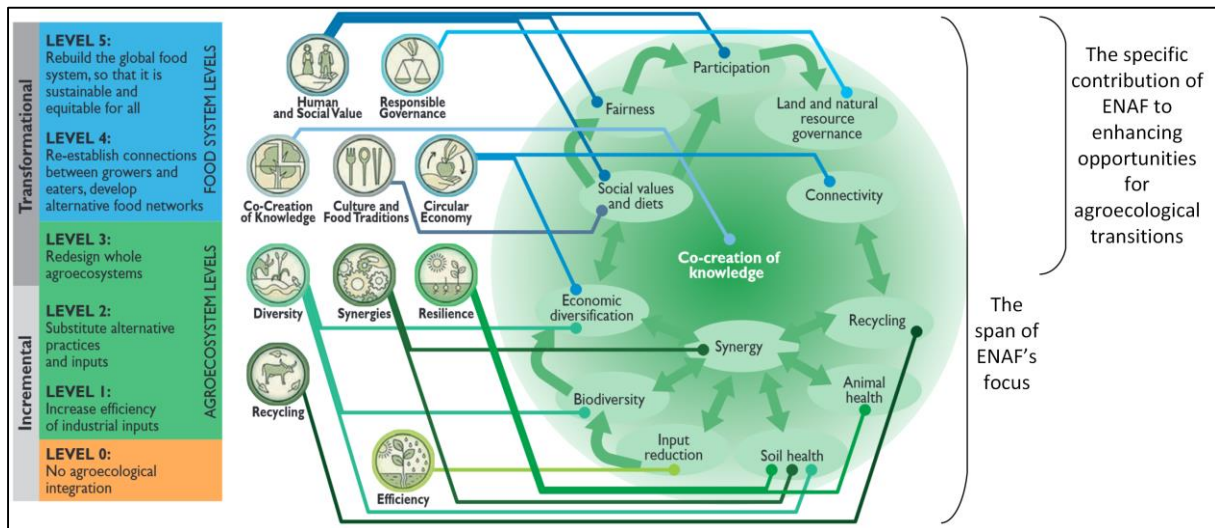 Transformational
Incremental
FOOD SYSTEM LEVELS
AGROECOSYSTEM LEVELS
LEVEL 5:
Rebuild the global food
system, so that it is
sustainable and
equitable for all
LEVEL 4:
Re-establish connections
between growers and
eaters, develop
alternative food networks
LEVEL 3:
Redesign whole
agroecosystems
LEVEL 2:
Substitute alternative
practices
and inputs
LEVEL 1:
Increase efficiency
of industrial inputs
LEVEL 0:
No agroecological
integration
Human
and Social Value
Responsible
Governance
Co-Creation
of Knowledge
Culture and
Food Traditions
Circular
Economy
Diversity
Synergies
Resilience
Recycling
Efficiency
Participation
Fairness
Land and natural
resource
governance
Social values
and diets
Connectivity
Co-creation of
knowledge
Economic
diversification
Recycling
Synergy
Animal
health
Biodiversity
Input
reduction
Soil health
The specific
contribution of
ENAF to
enhancing
opportunities
for
agroecological
transitions
The
span of
ENAF's
focus